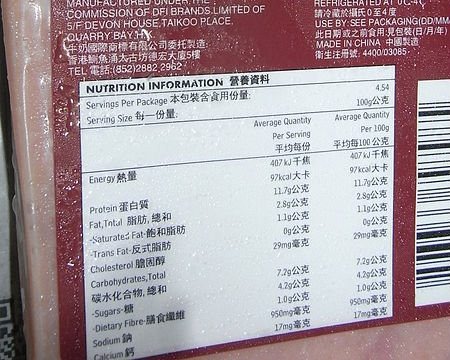 MANUFACTURED UNDER THE
COMMISSION OF DFI BRANDS LIMITED OF
5/F DEVON HOUSE, TAIKOO PLACE,
QUARRY BAY, HK
牛奶國際商標有限公司委托製造
香港鰂魚涌太古坊德宏大廈5樓
TEL 電話:(852)2882 2962
REFRIGERATED AT 0C-4C
請冷藏於攝氏0至4度
USE BY:SEE PACKAGING(DD/MM/
此日期或之前食用:見包裝(日/月/年)
MADE IN CHINA 中國製造
衛生注冊號: 4400/03085
NUTRITION INFORMATION 營養資料
Servings Per Package 本包裝含食用份量: 4.54
Serving Size 每一份量: 100g公克
Average Quantity Average Quantity
Per Serving Per 100g
平均每份 平均每100公克
Energy 熱量 407 kJ 千焦 407 kJ 千焦
97kcal大卡 97kcal大卡
Protein 蛋白質 11.7g公克 11.7g公克
Fat,Total 脂肪, 總和 2.8g公克 2.8g公克
-Saturated Fat-飽和脂肪 1.1g公克 1.1g公克
-Trans Fat-反式脂肪 0g公克 0g公克
Cholesterol 膽固醇 29mg毫克 29mg毫克
Carbohydrates,Total
碳水化合物, 總和 7.2g公克 7.2g公克
-Sugars-糖 4.2g公克 4.2g公克
-Dietary Fibre-膳食纖維 1.0g公克 1.0g公克
Sodium 鈉 950mg毫克 950mg毫克
Calcium 鈣 17mg毫克 17mg毫克